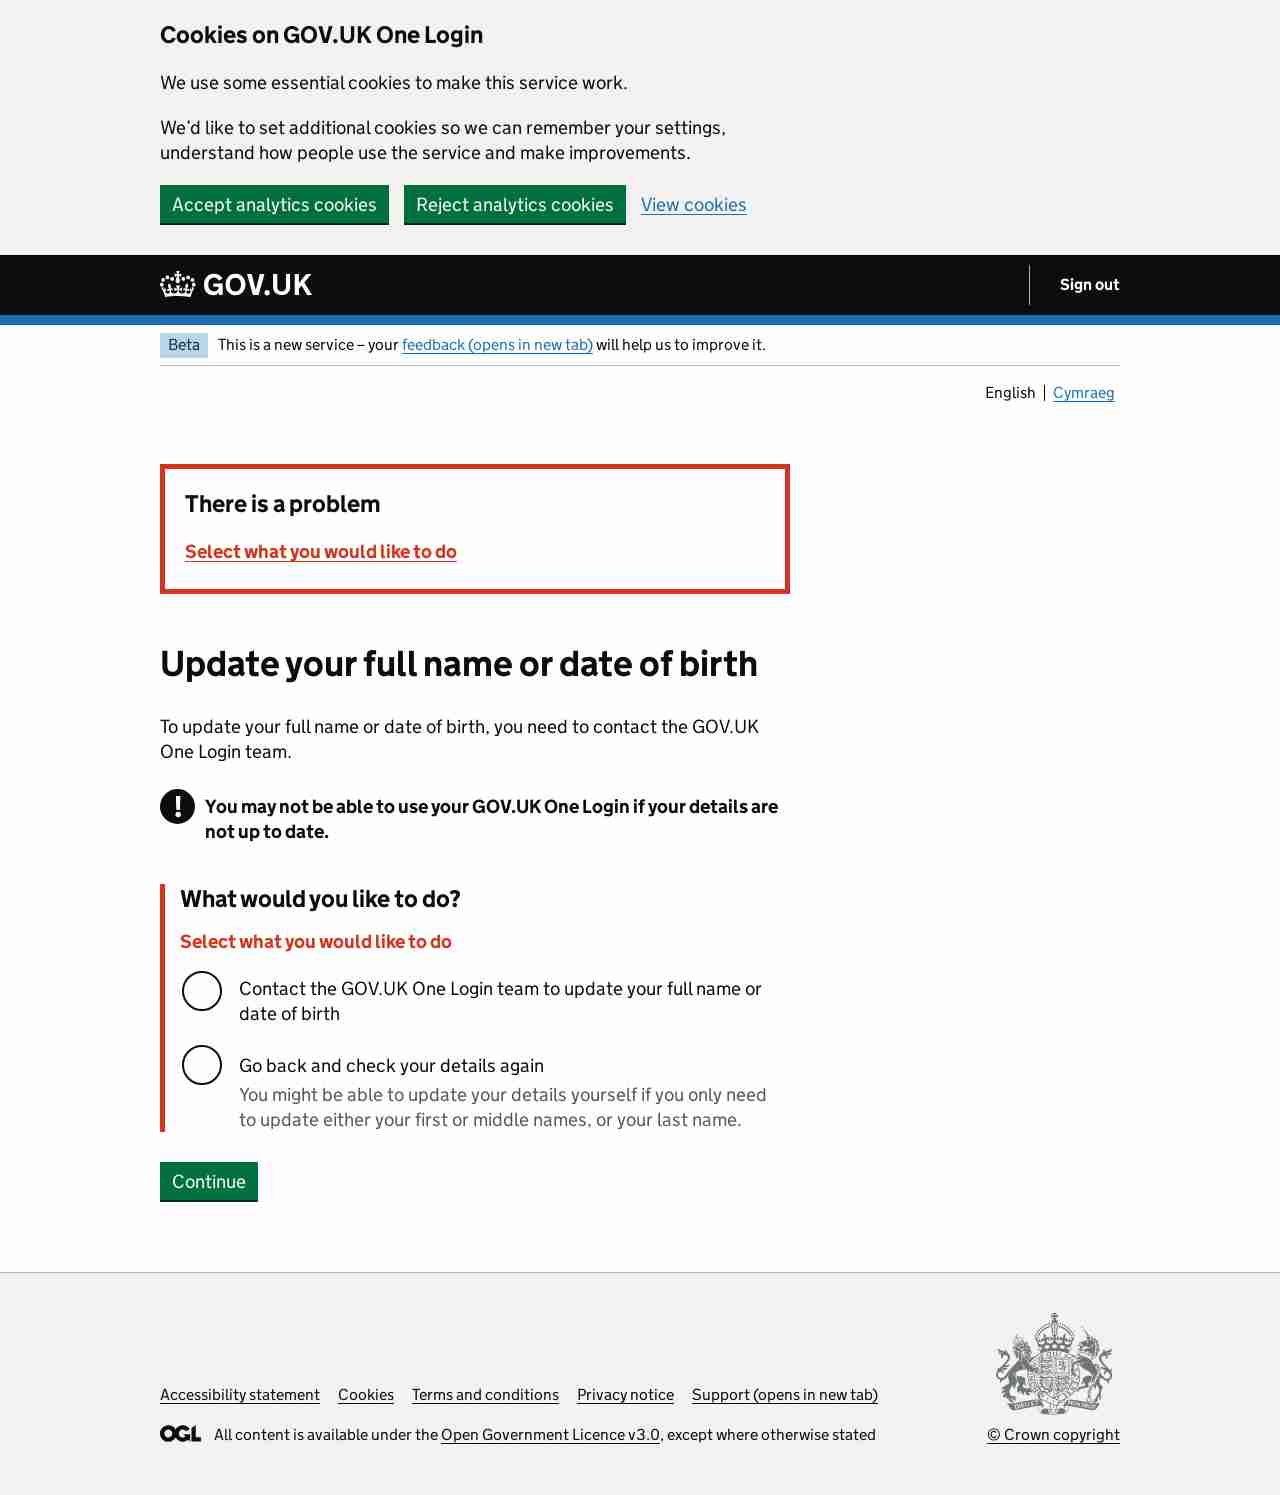 Cookies on GOV.UK One Login
We use some essential cookies to make this service work.
We'd like to set additional cookies so we can remember your settings,
understand how people use the service and make improvements.
Accept analytics cookies Reject analytics cookies View cookies
GOV.UK Sign out
Beta This is a new service – your feedback (opens in new tab) will help us to improve it.
English Cymraeg
There is a problem
Select what you would like to do
Update your full name or date of birth
To update your full name or date of birth, you need to contact the GOV.UK
One Login team.
! You may not be able to use your GOV.UK One Login if your details are
not up to date.
What would you like to do?
Select what you would like to do
Contact the GOV.UK One Login team to update your full name or
date of birth
Go back and check your details again
You might be able to update your details yourself if you only need
to update either your first or middle names, or your last name.
Continue
Accessibility statement Cookies Terms and conditions Privacy notice Support (opens in new tab)
OGL All content is available under the Open Government Licence v3.0, except where otherwise stated
© Crown copyright